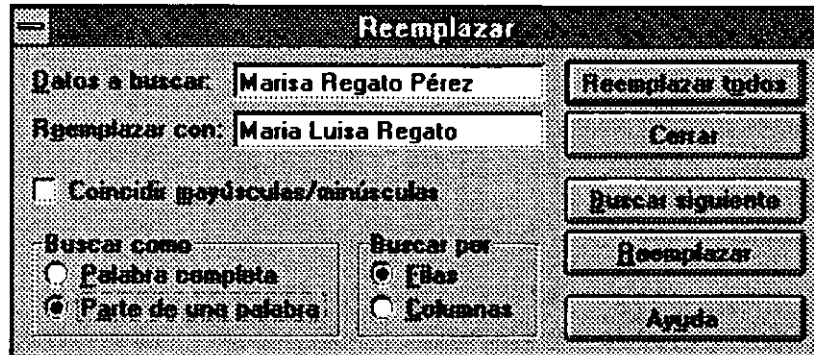 Reemplazar
Datos a buscar: Marisa Regato Pérez
Reemplazar con: Maria Luisa Regato
Coincidir mayúsculas/minúsculas
Buscar como
Palabra completa
Parte de una palabra
Buscar por
Filas
Columnas
Reemplazar todos
Cerrar
Buscar siguiente
Reemplazar
Ayuda